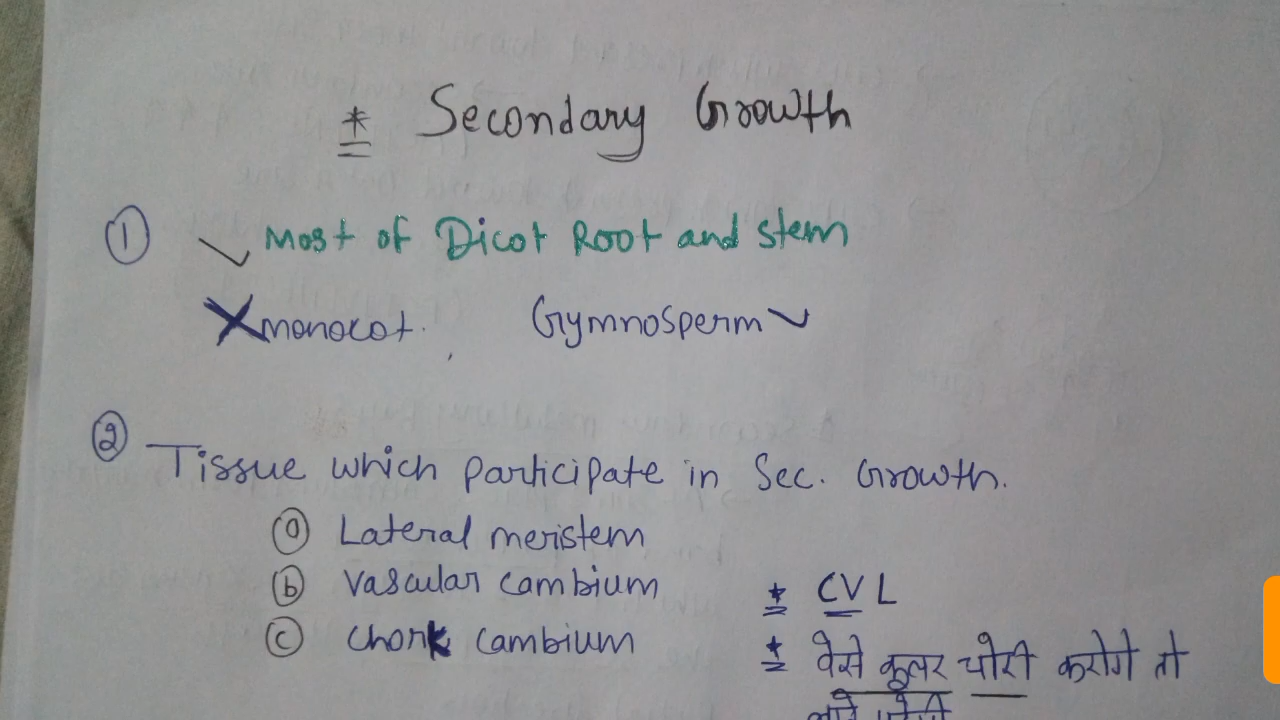 * Secondary Growth
① ✓ Most of Dicot Root and stem
X monocot. Gymnosperm ✓
② Tissue which participate in Sec. Growth.
ⓐ Lateral meristem
ⓑ Vascular cambium
ⓒ Chork cambium
* CVL
* वैसे कूलर चोरी करोगे तो